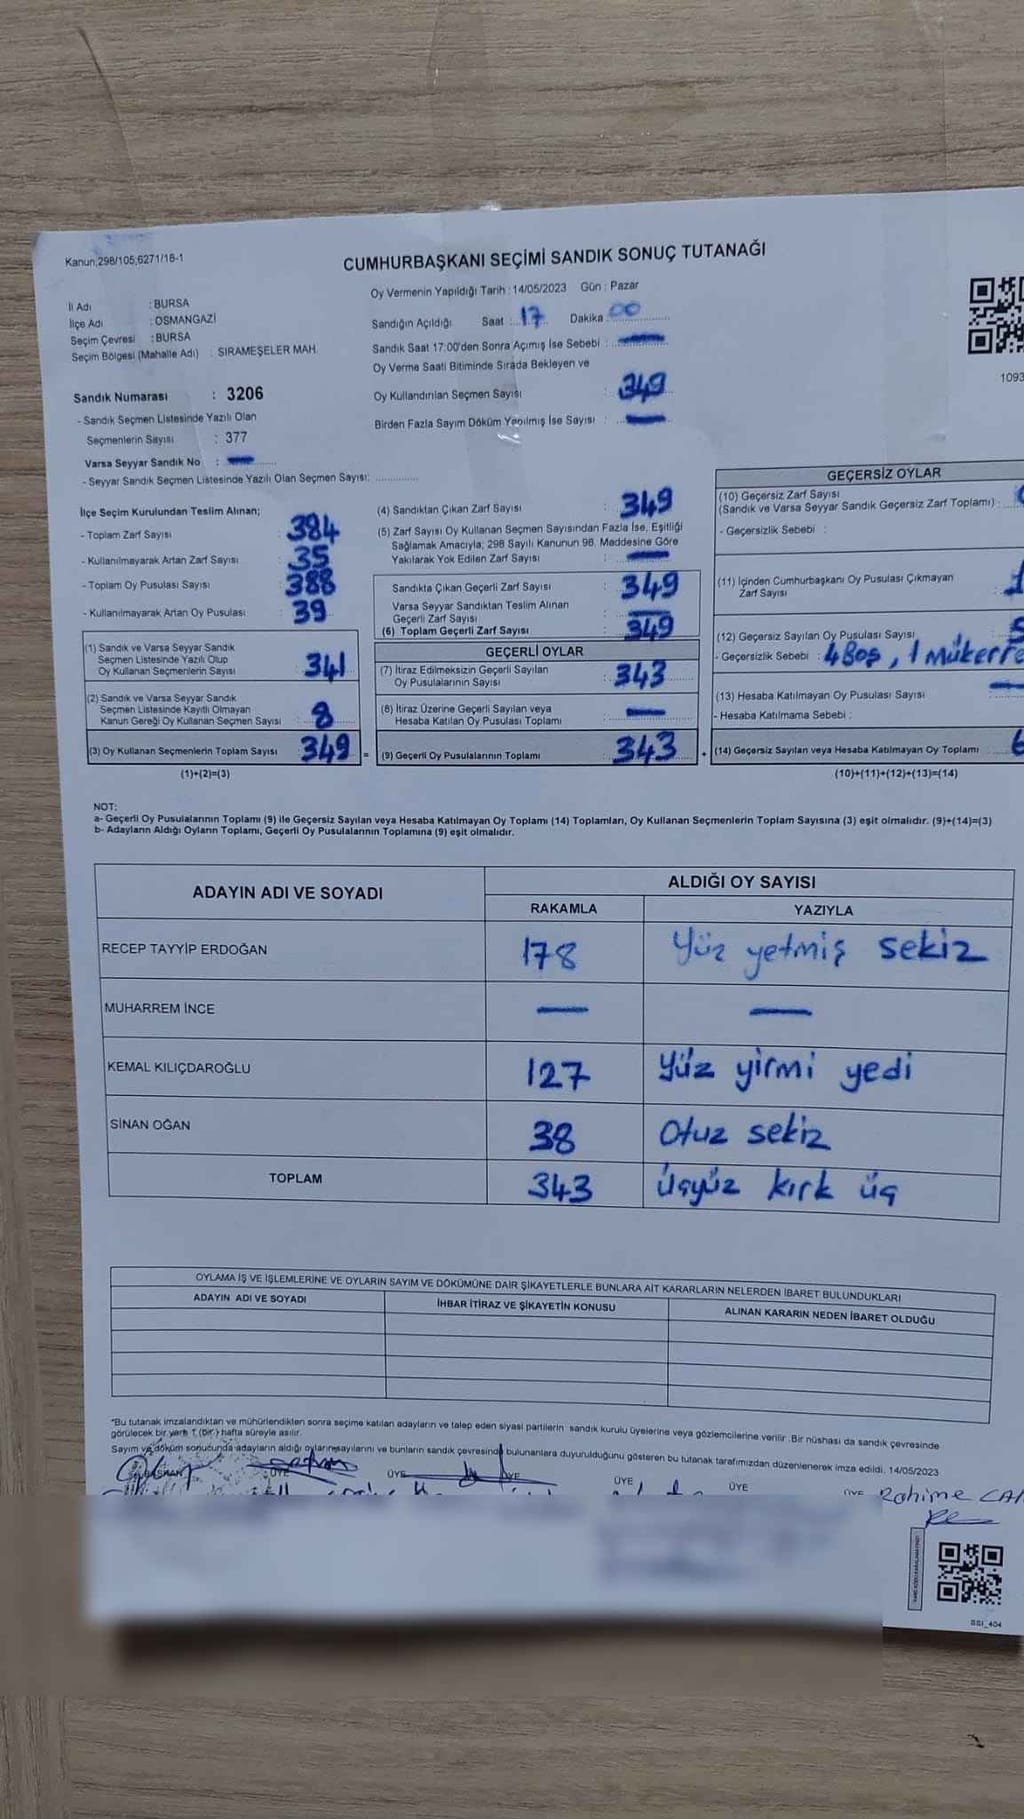 Kanun;298/105;6271/18-1
CUMHURBAŞKANI SEÇİMİ SANDIK SONUÇ TUTANAĞI
İl Adı : BURSA
İlçe Adı : OSMANGAZİ
Seçim Çevresi : BURSA
Seçim Bölgesi (Mahalle Adı) : SIRAMEŞELER MAH.
Oy Vermenin Yapıldığı Tarih : 14/05/2023 Gün : Pazar
Sandığın Açıldığı Saat : 17 Dakika : 00
Sandık Saat 17:00'den Sonra Açımış İse Sebebi : —
Oy Verme Saati Bitiminde Sırada Bekleyen ve
Oy Kullandırılan Seçmen Sayısı : 349
Birden Fazla Sayım Döküm Yapılmış İse Sayısı : —
1093
Sandık Numarası : 3206
- Sandık Seçmen Listesinde Yazılı Olan
Seçmenlerin Sayısı : 377
Varsa Seyyar Sandık No : —
- Seyyar Sandık Seçmen Listesinde Yazılı Olan Seçmen Sayısı:
İlçe Seçim Kurulundan Teslim Alınan;
- Toplam Zarf Sayısı : 384
- Kullanılmayarak Artan Zarf Sayısı : 35
- Toplam Oy Pusulası Sayısı : 388
- Kullanılmayarak Artan Oy Pusulası : 39
(1) Sandık ve Varsa Seyyar Sandık
Seçmen Listesinde Yazılı Olup
Oy Kullanan Seçmenlerin Sayısı : 341
(2) Sandık ve Varsa Seyyar Sandık
Seçmen Listesinde Kayıtlı Olmayan
Kanun Gereği Oy Kullanan Seçmen Sayısı : 8
(3) Oy Kullanan Seçmenlerin Toplam Sayısı : 349 =
(1)+(2)=(3)
(4) Sandıktan Çıkan Zarf Sayısı : 349
(5) Zarf Sayısı Oy Kullanan Seçmen Sayısından Fazla İse, Eşitliği
Sağlamak Amacıyla; 298 Sayılı Kanunun 98. Maddesine Göre
Yakılarak Yok Edilen Zarf Sayısı : —
Sandıkta Çıkan Geçerli Zarf Sayısı : 349
Varsa Seyyar Sandıktan Teslim Alınan
Geçerli Zarf Sayısı : —
(6) Toplam Geçerli Zarf Sayısı : 349
GEÇERLİ OYLAR
(7) İtiraz Edilmeksizin Geçerli Sayılan
Oy Pusulalarının Sayısı : 343
(8) İtiraz Üzerine Geçerli Sayılan veya
Hesaba Katılan Oy Pusulası Toplamı : —
(9) Geçerli Oy Pusulalarının Toplamı : 343 +
GEÇERSİZ OYLAR
(10) Geçersiz Zarf Sayısı
(Sandık ve Varsa Seyyar Sandık Geçersiz Zarf Toplamı) :
- Geçersizlik Sebebi :
(11) İçinden Cumhurbaşkanı Oy Pusulası Çıkmayan
Zarf Sayısı : 1
(12) Geçersiz Sayılan Oy Pusulası Sayısı : 5
- Geçersizlik Sebebi : 4 Boş, 1 Mükerre
(13) Hesaba Katılmayan Oy Pusulası Sayısı : —
- Hesaba Katılmama Sebebi :
(14) Geçersiz Sayılan veya Hesaba Katılmayan Oy Toplamı : 6
(10)+(11)+(12)+(13)=(14)
NOT:
a- Geçerli Oy Pusulalarının Toplamı (9) ile Geçersiz Sayılan veya Hesaba Katılmayan Oy Toplamı (14) Toplamları, Oy Kullanan Seçmenlerin Toplam Sayısına (3) eşit olmalıdır. (9)+(14)=(3)
b- Adayların Aldığı Oyların Toplamı, Geçerli Oy Pusulalarının Toplamına (9) eşit olmalıdır.
ADAYIN ADI VE SOYADI ALDIĞI OY SAYISI
RAKAMLA YAZIYLA
RECEP TAYYİP ERDOĞAN 178 Yüz yetmiş sekiz
MUHARREM İNCE — —
KEMAL KILIÇDAROĞLU 127 Yüz yirmi yedi
SİNAN OĞAN 38 Otuz sekiz
TOPLAM 343 Üçyüz kırk üç
OYLAMA İŞ VE İŞLEMLERİNE VE OYLARIN SAYIM VE DÖKÜMÜNE DAİR ŞİKAYETLERLE BUNLARA AİT KARARLARIN NELERDEN İBARET BULUNDUKLARI
ADAYIN ADI VE SOYADI İHBAR İTİRAZ VE ŞİKAYETİN KONUSU ALINAN KARARIN NEDEN İBARET OLDUĞU
*Bu tutanak imzalandıktan ve mühürlendikten sonra seçime katılan adayların ve talep eden siyasi partilerin sandık kurulu üyelerine veya gözlemcilerine verilir. Bir nüshası da sandık çevresinde
görülecek bir yere 1 (bir) hafta süreyle asılır.
Sayım ve döküm sonucunda adayların aldığı oyların sayılarını ve bunların sandık çevresinde bulunanlara duyurulduğunu gösteren bu tutanak tarafımızdan düzenlenerek imza edildi. 14/05/2023
BAŞKAN ÜYE ÜYE ÜYE ÜYE ÜYE ÜYE
Rahime CAN
SSI_404